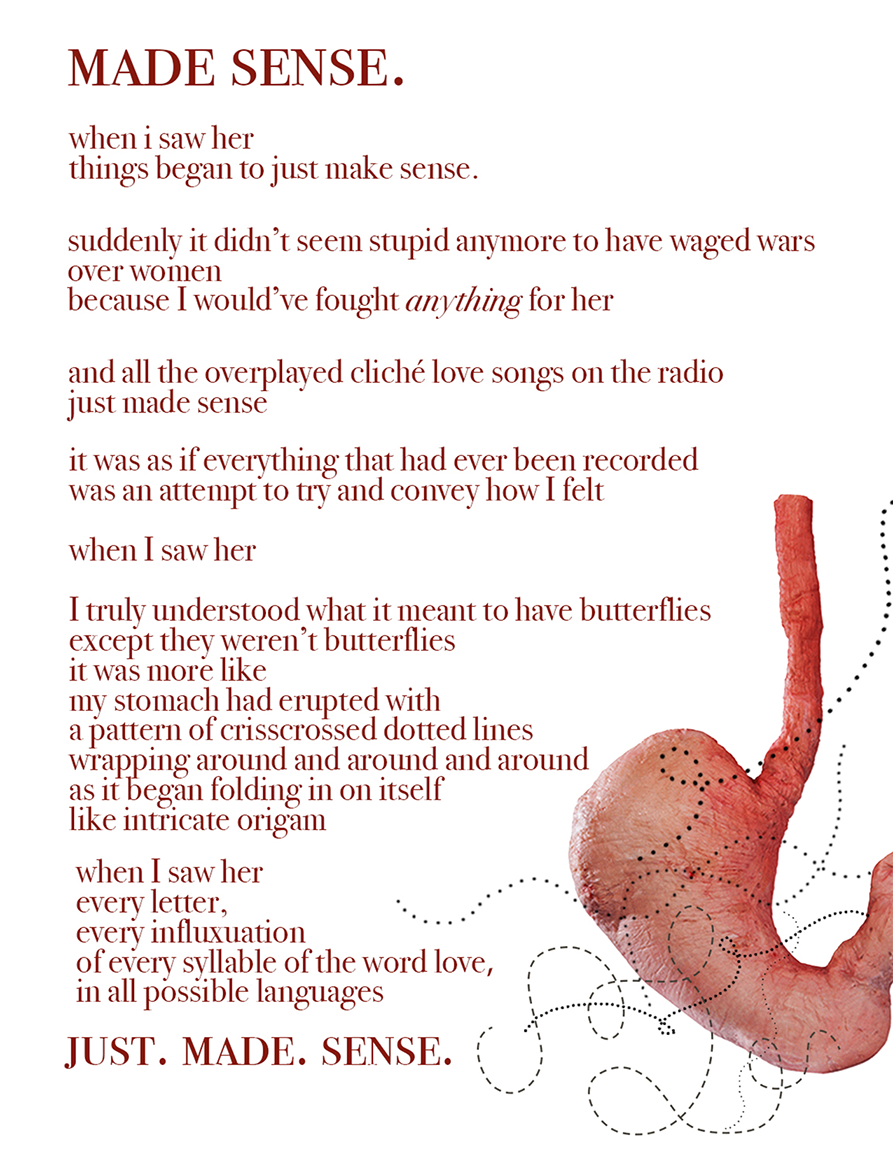 MADE SENSE.
when i saw her
things began to just make sense.
suddenly it didn’t seem stupid anymore to have waged wars
over women
because I would’ve fought anything for her
and all the overplayed cliché love songs on the radio
just made sense
it was as if everything that had ever been recorded
was an attempt to try and convey how I felt
when I saw her
I truly understood what it meant to have butterflies
except they weren’t butterflies
it was more like
my stomach had erupted with
a pattern of crisscrossed dotted lines
wrapping around and around and around
as it began folding in on itself
like intricate origam
when I saw her
every letter,
every influxuation
of every syllable of the word love,
in all possible languages
JUST. MADE. SENSE.